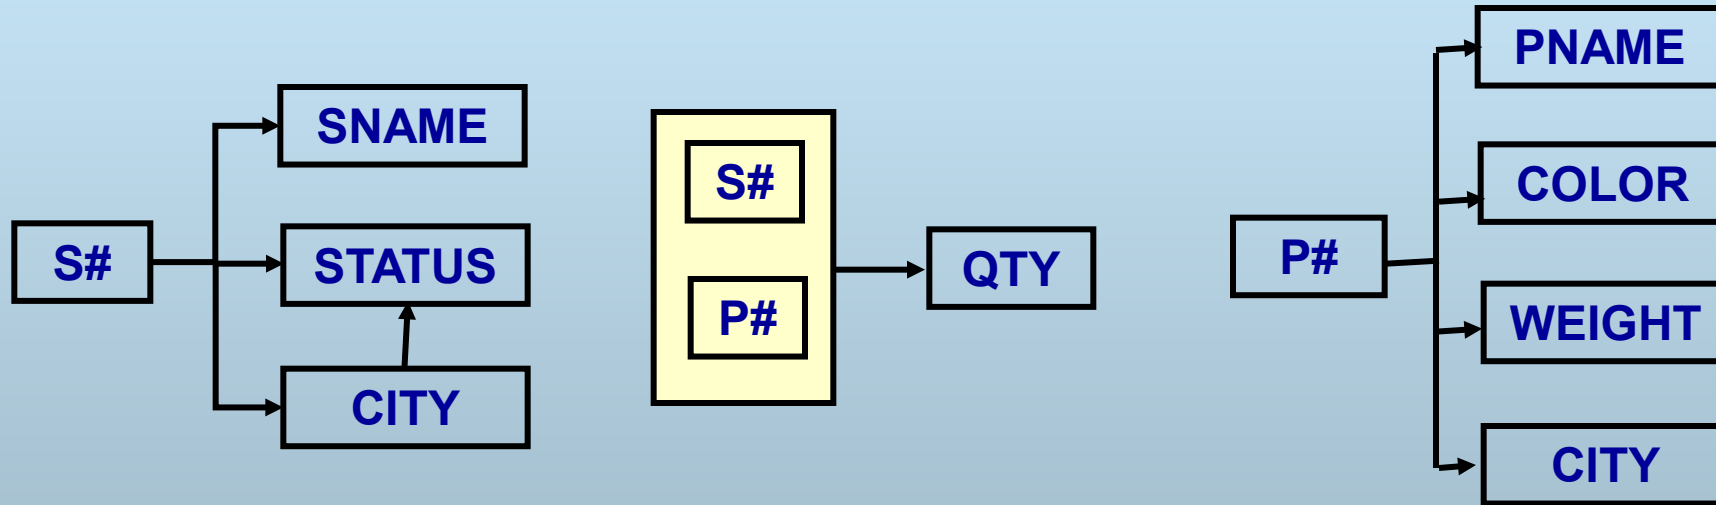 S#
SNAME
STATUS
CITY
S#
P#
QTY
P#
PNAME
COLOR
WEIGHT
CITY